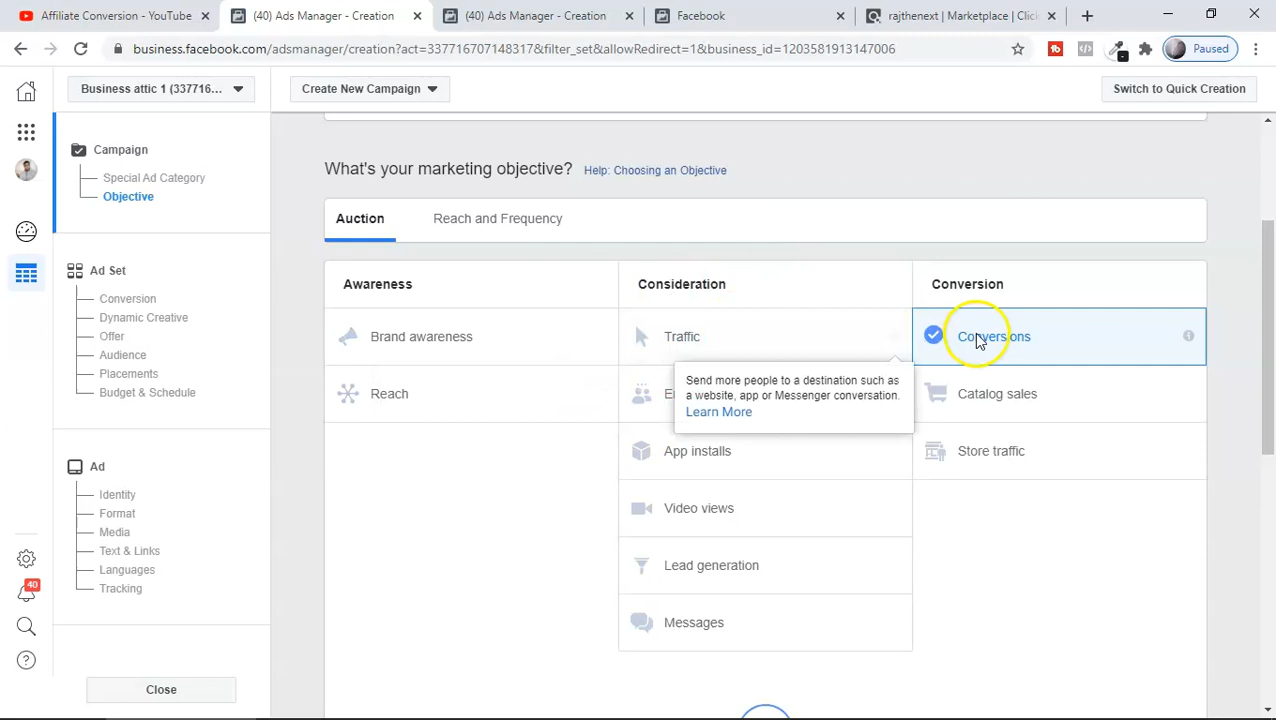 Affiliate Conversion - YouTube
(40) Ads Manager - Creation
(40) Ads Manager - Creation
Facebook
rajthenext | Marketplace | Click
business.facebook.com/adsmanager/creation?act=337716707148317&filter_set&allowRedirect=1&business_id=1203581913147006
Paused
Business attic 1 (337716...
Create New Campaign
Switch to Quick Creation
Campaign
Special Ad Category
Objective
Ad Set
Conversion
Dynamic Creative
Offer
Audience
Placements
Budget & Schedule
Ad
Identity
Format
Media
Text & Links
Languages
Tracking
40
Close
What's your marketing objective? Help: Choosing an Objective
Auction
Reach and Frequency
Awareness
Consideration
Conversion
Brand awareness
Traffic
Conversions
Send more people to a destination such as
a website, app or Messenger conversation.
Learn More
Reach
Catalog sales
App installs
Store traffic
Video views
Lead generation
Messages